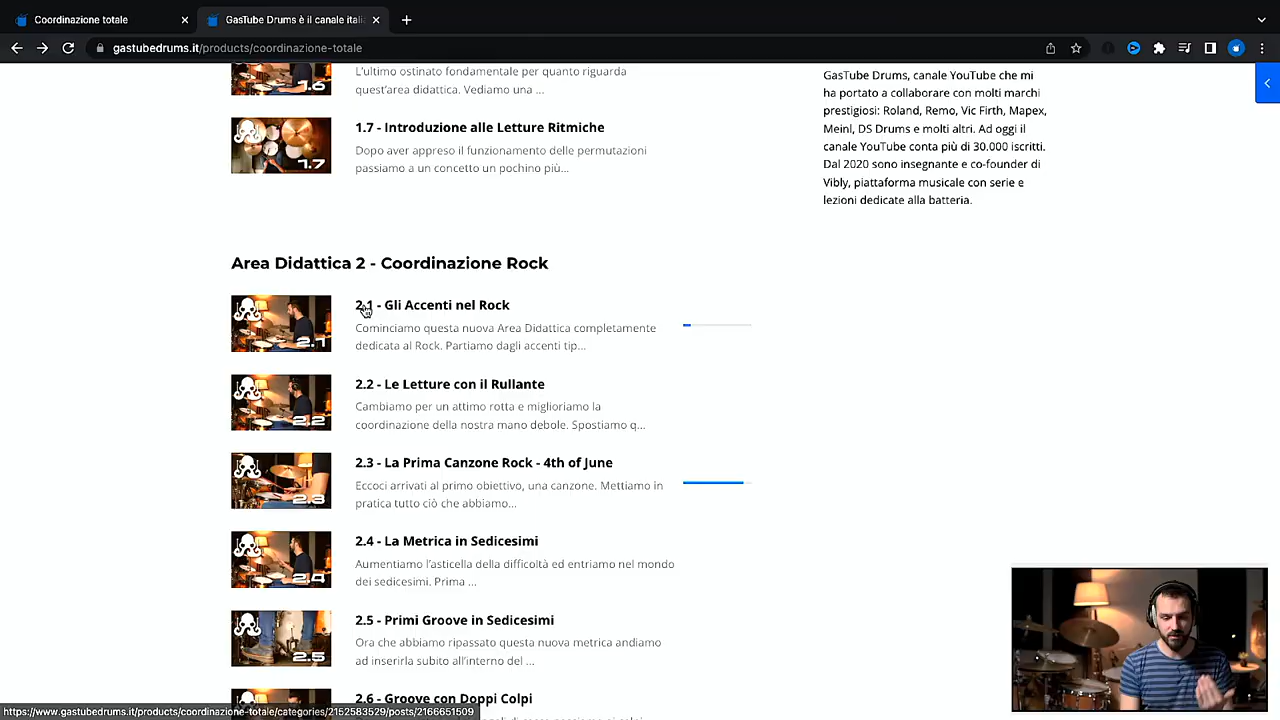 Coordinazione totale
GasTube Drums è il canale itali
gastubedrums.it/products/coordinazione-totale
1.6
L'ultimo ostinato fondamentale per quanto riguarda
quest'area didattica. Vediamo una ...
1.7
1.7 - Introduzione alle Letture Ritmiche
Dopo aver appreso il funzionamento delle permutazioni
passiamo a un concetto un pochino più...
GasTube Drums, canale YouTube che mi
ha portato a collaborare con molti marchi
prestigiosi: Roland, Remo, Vic Firth, Mapex,
Meinl, DS Drums e molti altri. Ad oggi il
canale YouTube conta più di 30.000 iscritti.
Dal 2020 sono insegnante e co-founder di
Vibly, piattaforma musicale con serie e
lezioni dedicate alla batteria.
Area Didattica 2 - Coordinazione Rock
2.1
2.1 - Gli Accenti nel Rock
Cominciamo questa nuova Area Didattica completamente
dedicata al Rock. Partiamo dagli accenti tip...
2.2
2.2 - Le Letture con il Rullante
Cambiamo per un attimo rotta e miglioriamo la
coordinazione della nostra mano debole. Spostiamo q...
2.3
2.3 - La Prima Canzone Rock - 4th of June
Eccoci arrivati al primo obiettivo, una canzone. Mettiamo in
pratica tutto ciò che abbiamo...
2.4
2.4 - La Metrica in Sedicesimi
Aumentiamo l'asticella della difficoltà ed entriamo nel mondo
dei sedicesimi. Prima ...
2.5
2.5 - Primi Groove in Sedicesimi
Ora che abbiamo ripassato questa nuova metrica andiamo
ad inserirla subito all'interno del ...
2.6 - Groove con Doppi Colpi
https://www.gastubedrums.it/products/coordinazione-totale/categories/2152583529/posts/2166651509